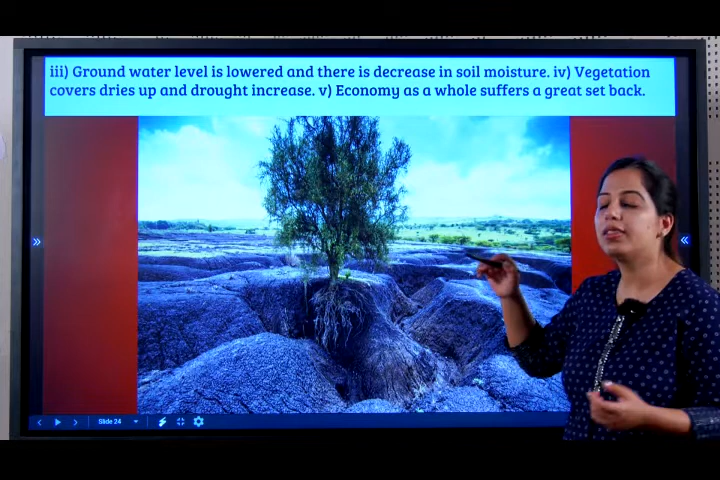 iii) Ground water level is lowered and there is decrease in soil moisture. iv) Vegetation
covers dries up and drought increase. v) Economy as a whole suffers a great set back.
Slide 24